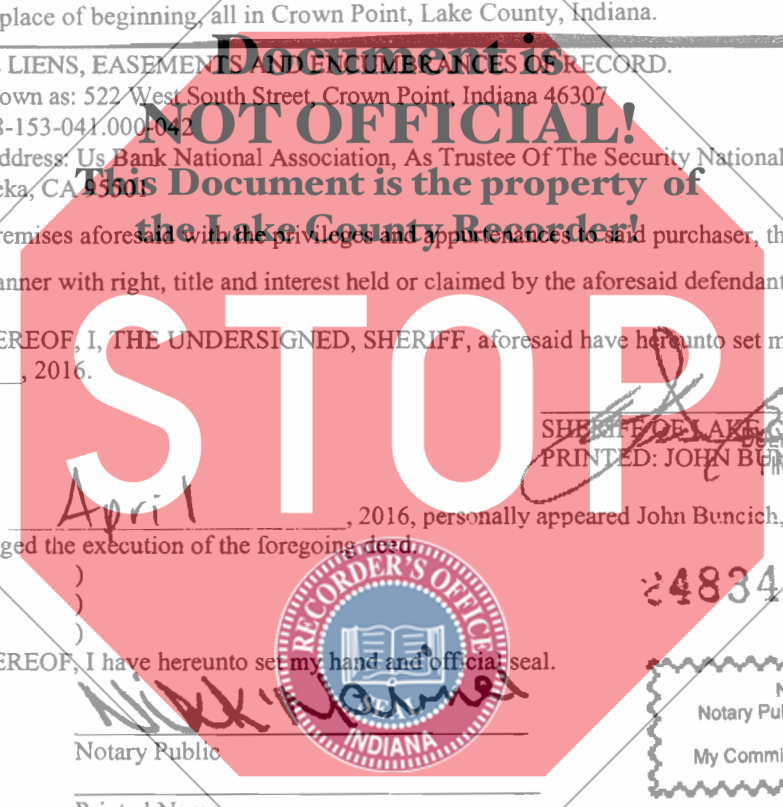 place of beginning, all in Crown Point, Lake County, Indiana.
Document is
LIENS, EASEMENTS AND ENCUMBRANCES OF RECORD.
own as: 522 West South Street, Crown Point, Indiana 46307
NOT OFFICIAL!
8-153-041.000-042
ddress: Us Bank National Association, As Trustee Of The Security National
This Document is the property of
cka, CA 95501
the Lake County Recorder!
remises aforesaid with the privileges and appurtenances to said purchaser, th
anner with right, title and interest held or claimed by the aforesaid defendant
STOP
EREOF, I, THE UNDERSIGNED, SHERIFF, aforesaid have hereunto set m
, 2016.
SHERIFF OF LAKE C
PRINTED: JOHN BUN
April , 2016, personally appeared John Buncich,
ged the execution of the foregoing deed.
)
)
)
RECORDER'S OFFICE
SEAL
INDIANA
24834
EREOF, I have hereunto set my hand and official seal.
N
Notary Pul
My Commi
Notary Public